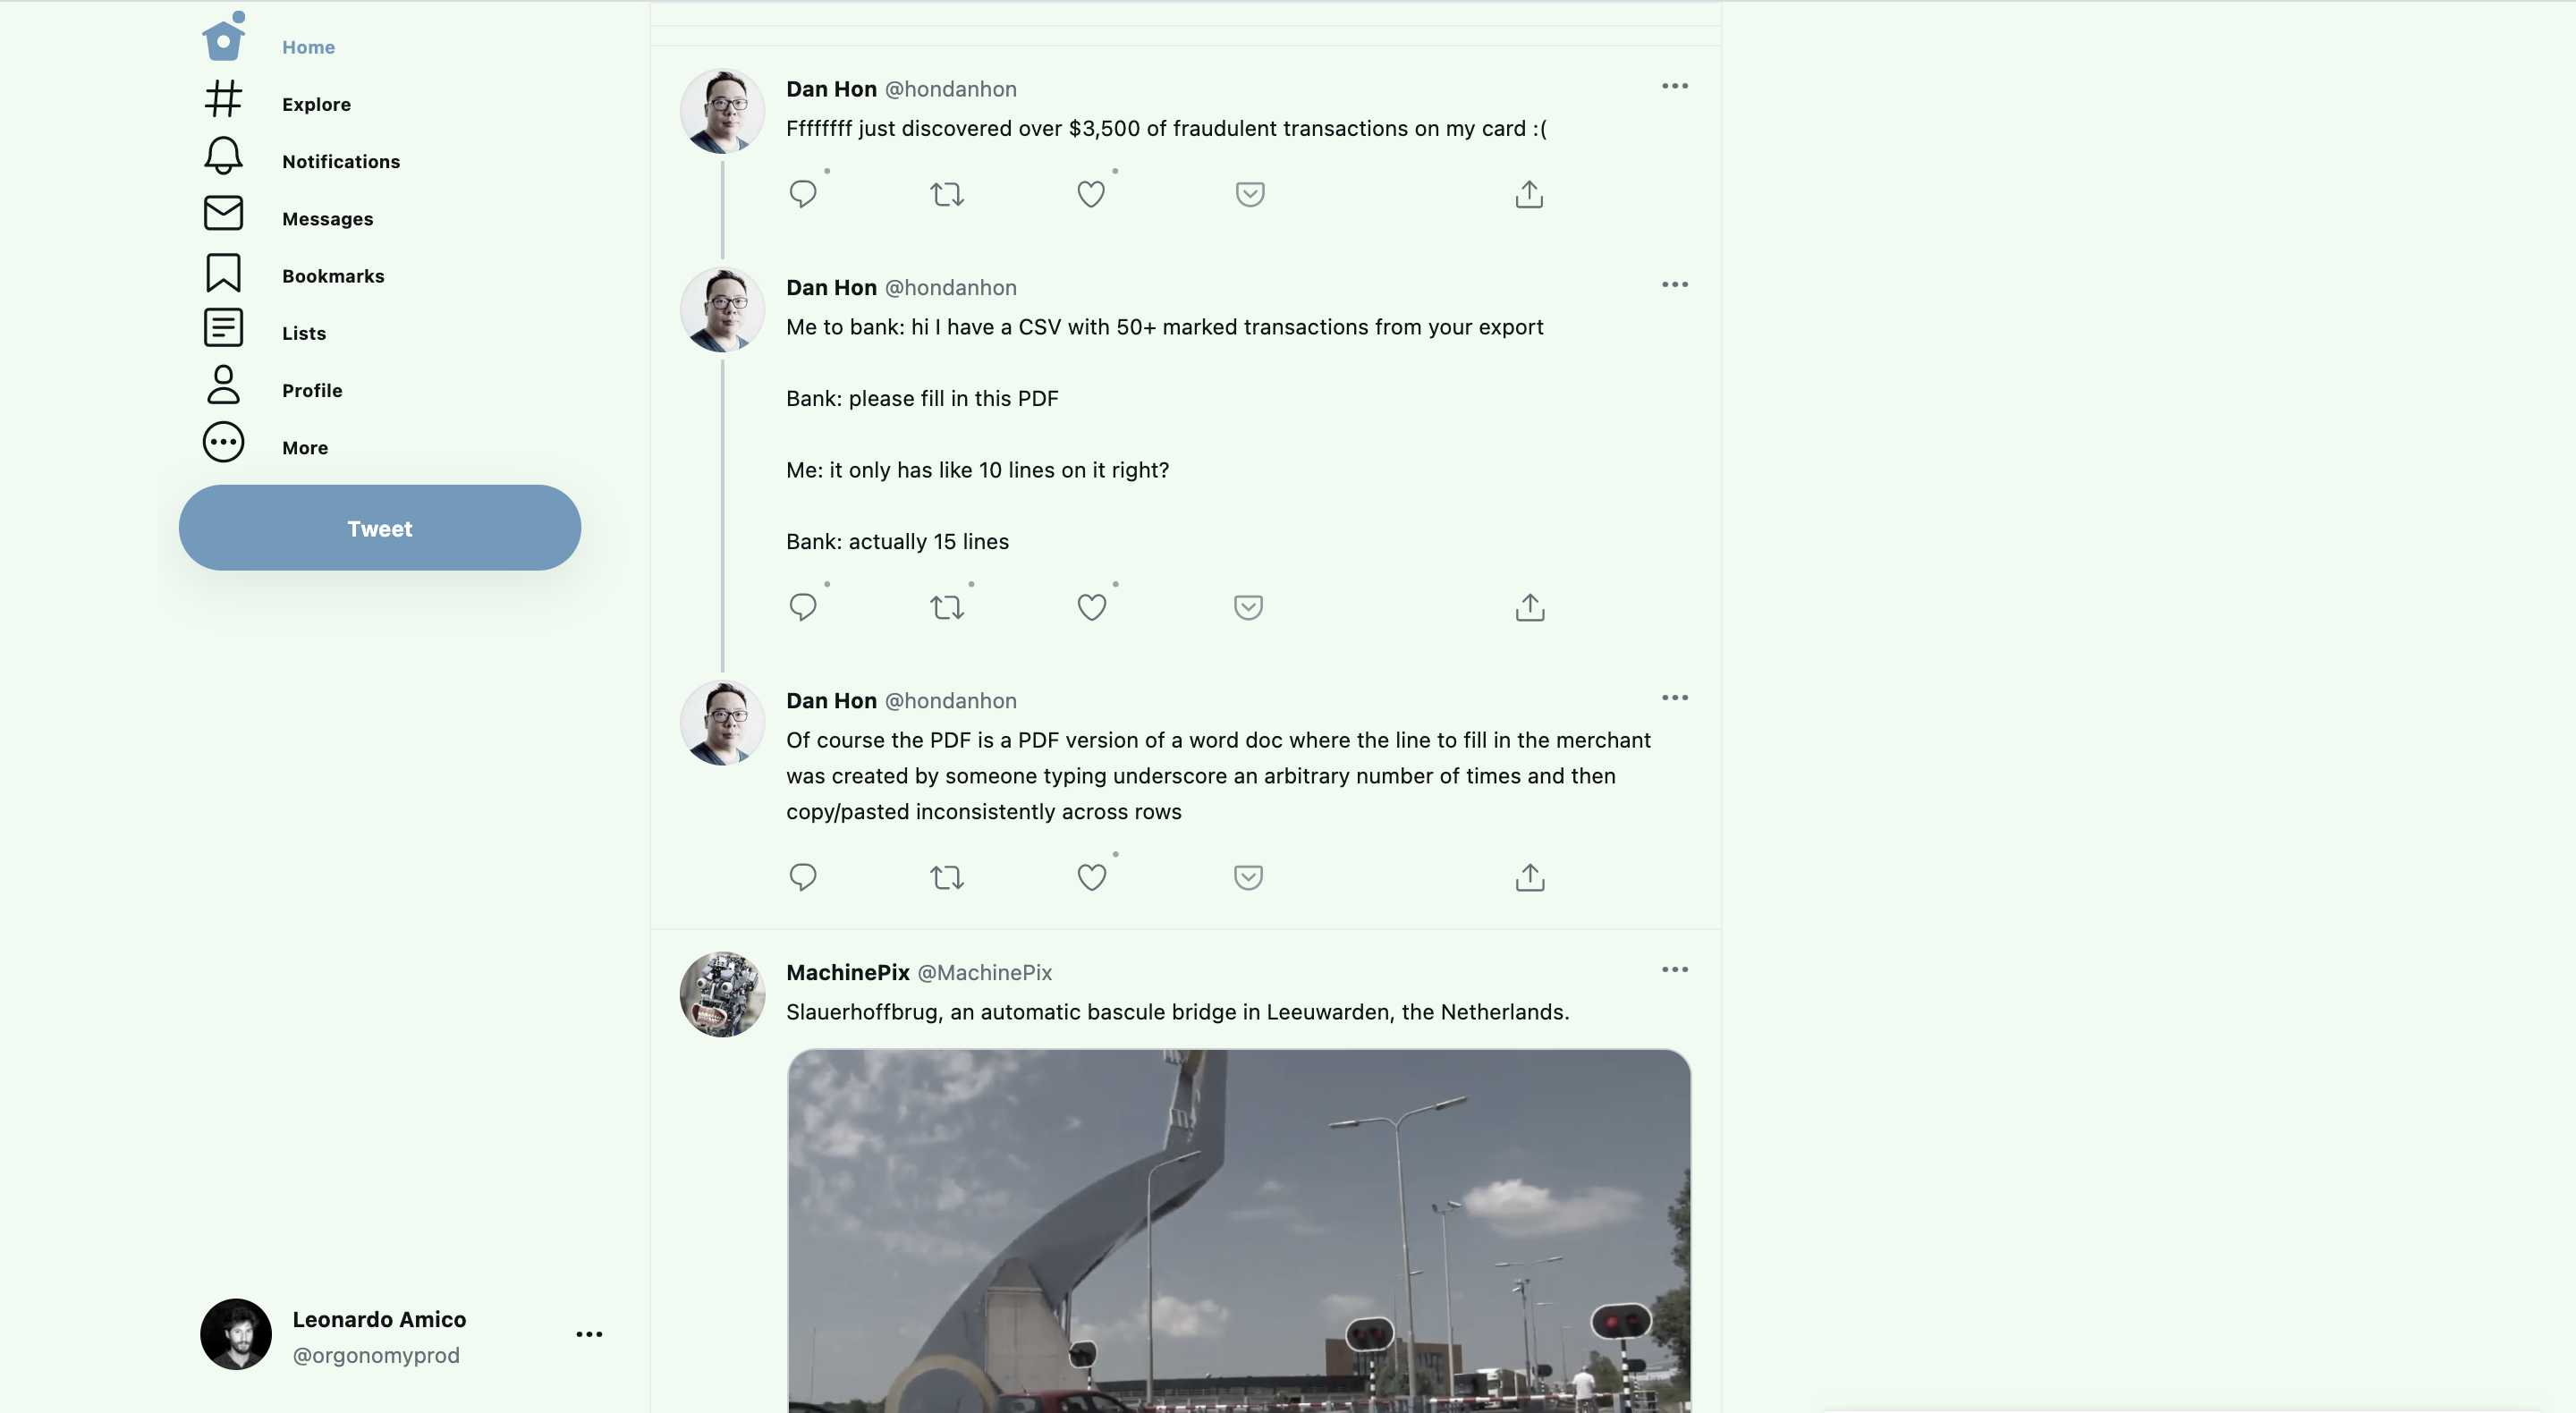 Home
Explore
Notifications
Messages
Bookmarks
Lists
Profile
More
Tweet
Leonardo Amico
@orgonomyprod
Dan Hon @hondanhon
Ffffffff just discovered over $3,500 of fraudulent transactions on my card :(
Dan Hon @hondanhon
Me to bank: hi I have a CSV with 50+ marked transactions from your export
Bank: please fill in this PDF
Me: it only has like 10 lines on it right?
Bank: actually 15 lines
Dan Hon @hondanhon
Of course the PDF is a PDF version of a word doc where the line to fill in the merchant
was created by someone typing underscore an arbitrary number of times and then
copy/pasted inconsistently across rows
MachinePix @MachinePix
Slauerhoffbrug, an automatic bascule bridge in Leeuwarden, the Netherlands.